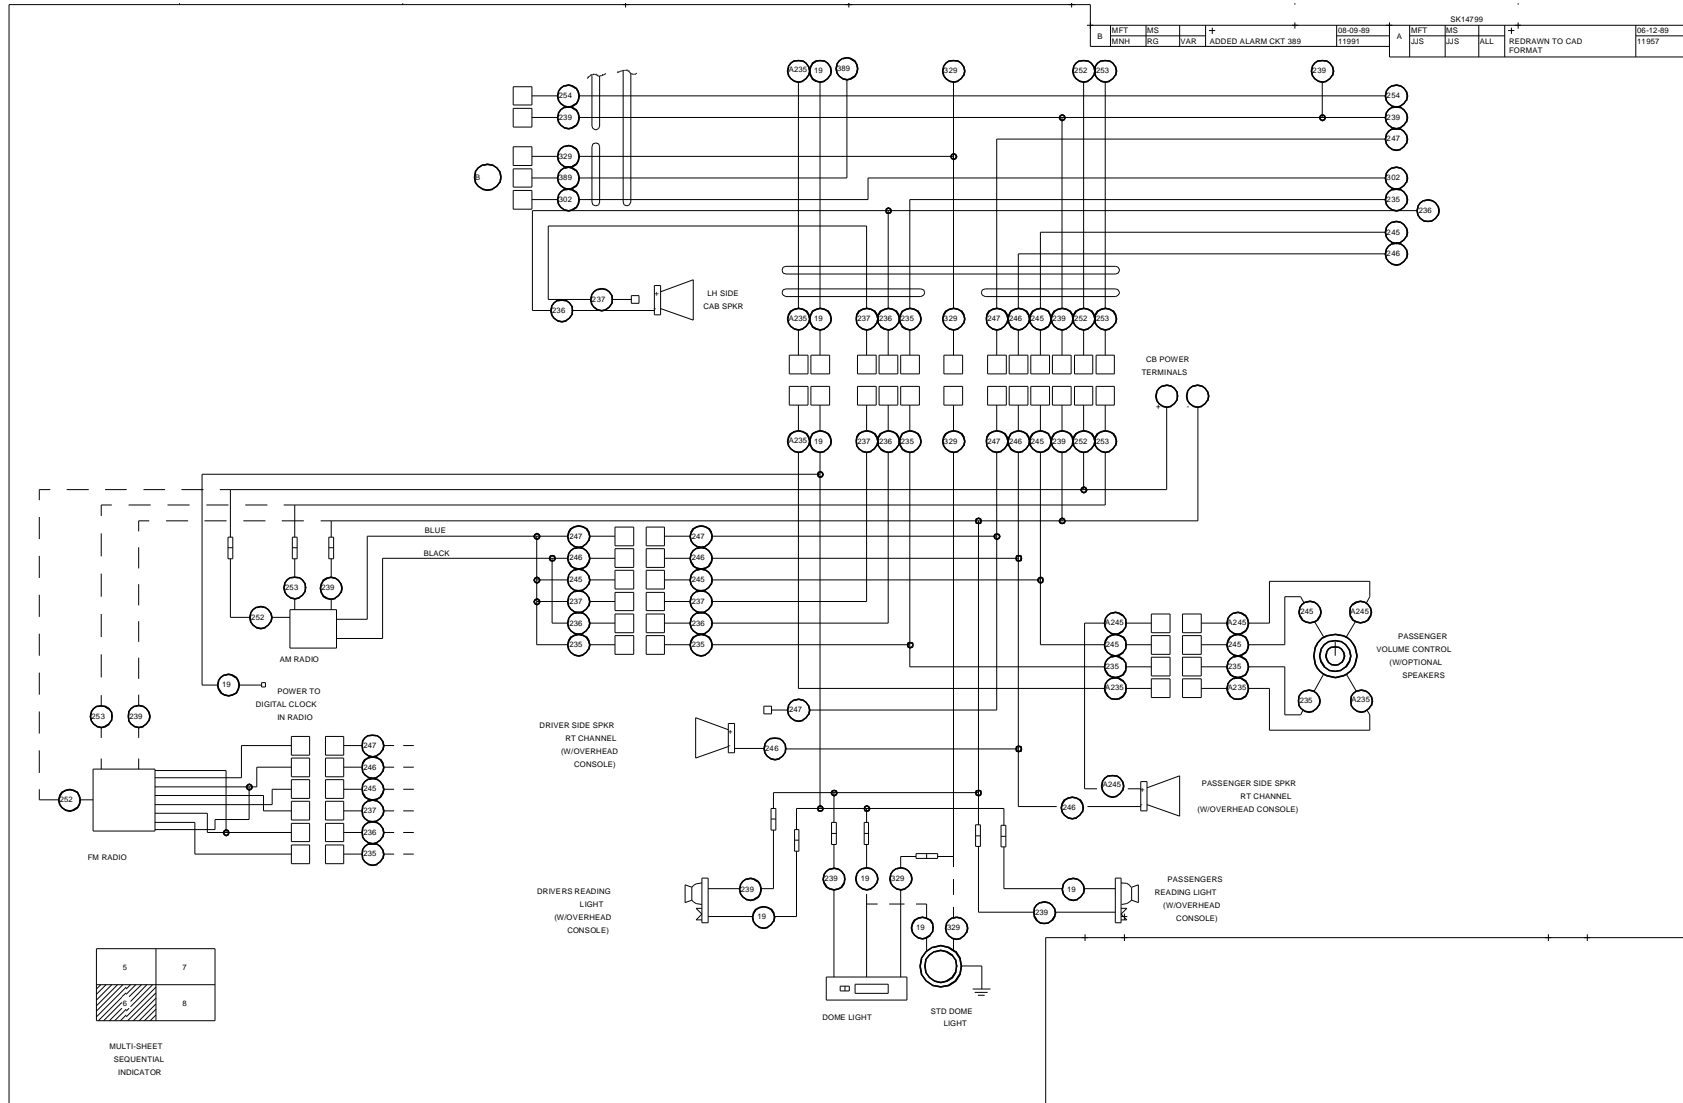 SK14799
B MFT MS + 08-09-89 A MFT MS + 06-12-89
MNH RG VAR ADDED ALARM CKT 389 11991 JJS JJS ALL REDRAWN TO CAD 11957
FORMAT
A235 19 389 329 252 253 239
254 254
239 239
247
329
B 389 302
302 235
236
245
246
237
236
+
LH SIDE
CAB SPKR
A235 19 237 236 235 329 247 246 245 239 252 253
CB POWER
TERMINALS
+ -
A235 19 237 236 235 329 247 246 245 239 252 253
BLUE
247 247
BLACK
246 246
245 245
237 237
236 236
235 235
253 239
252
AM RADIO
19
POWER TO
DIGITAL CLOCK
IN RADIO
A245 A245
245 245
235 235
A235 A235
245 A245
235 A235
PASSENGER
VOLUME CONTROL
(W/OPTIONAL
SPEAKERS
253 239
252
FM RADIO
247
246
245
237
236
235
DRIVER SIDE SPKR
RT CHANNEL
(W/OVERHEAD
CONSOLE)
+
247
246
A245
246
PASSENGER SIDE SPKR
RT CHANNEL
(W/OVERHEAD CONSOLE)
DRIVERS READING
LIGHT
(W/OVERHEAD
CONSOLE)
239
19
239 19 329
19 329
19
239
PASSENGERS
READING LIGHT
(W/OVERHEAD
CONSOLE)
DOME LIGHT
STD DOME
LIGHT
5 7
6 8
MULTI-SHEET
SEQUENTIAL
INDICATOR